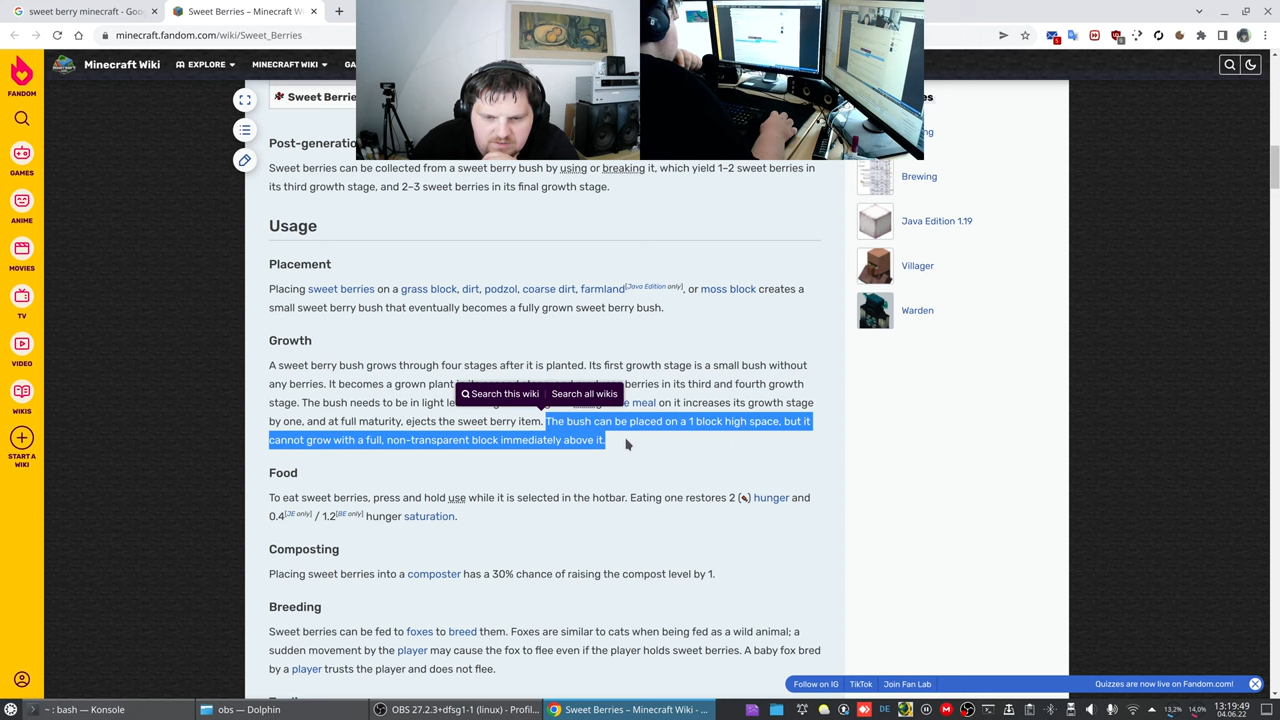 sweet berry minecraft - Goo
Sweet Berries – Minecraft W
minecraft.fandom.com/wiki/Sweet_Berries
FANDOM
GAMES
ANIME
MOVIES
TV
VIDEO
WIKIS
START A
WIKI
Minecraft Wiki
EXPLORE
MINECRAFT WIKI
GA
Sweet Berrie
Post-generatio
Sweet berries can be collected from a sweet berry bush by using or breaking it, which yield 1–2 sweet berries in
its third growth stage, and 2–3 sweet berries in its final growth stage.
Usage
Placement
Placing sweet berries on a grass block, dirt, podzol, coarse dirt, farmland[Java Edition only], or moss block creates a
small sweet berry bush that eventually becomes a fully grown sweet berry bush.
Growth
A sweet berry bush grows through four stages after it is planted. Its first growth stage is a small bush without
any berries. It becomes a grown plant berries in its third and fourth growth
Search this wiki
Search all wikis
stage. The bush needs to be in light le meal on it increases its growth stage
by one, and at full maturity, ejects the sweet berry item. The bush can be placed on a 1 block high space, but it
cannot grow with a full, non-transparent block immediately above it.
Food
To eat sweet berries, press and hold use while it is selected in the hotbar. Eating one restores 2 () hunger and
0.4[JE only] / 1.2[BE only] hunger saturation.
Composting
Placing sweet berries into a composter has a 30% chance of raising the compost level by 1.
Breeding
Sweet berries can be fed to foxes to breed them. Foxes are similar to cats when being fed as a wild animal; a
sudden movement by the player may cause the fox to flee even if the player holds sweet berries. A baby fox bred
by a player trusts the player and does not flee.
es
ng
Brewing
Java Edition 1.19
Villager
Warden
Follow on IG
TikTok
Join Fan Lab
Quizzes are now live on Fandom.com!
~ : bash — Konsole
obs — Dolphin
OBS 27.2.3+dfsg1-1 (linux) - Profil...
Sweet Berries – Minecraft Wiki - ...
13,2%
14,0%
DE
13:19:49
04.06.22